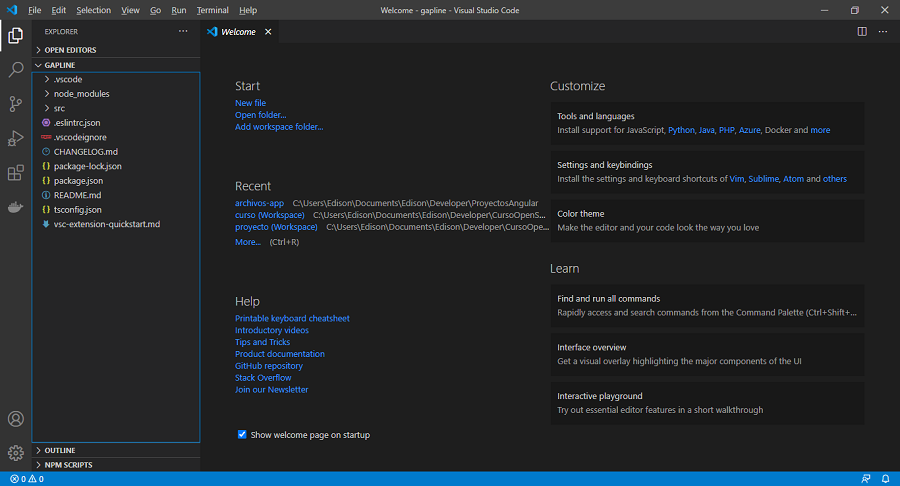 File Edit Selection View Go Run Terminal Help
Welcome - gapline - Visual Studio Code
EXPLORER
OPEN EDITORS
GAPLINE
.vscode
node_modules
src
.eslintrc.json
.vscodeignore
CHANGELOG.md
package-lock.json
package.json
README.md
tsconfig.json
vsc-extension-quickstart.md
OUTLINE
NPM SCRIPTS
Welcome
Start
New file
Open folder...
Add workspace folder...
Recent
archivos-app C:\Users\Edison\Documents\Edison\Developer\ProyectosAngular
curso (Workspace) C:\Users\Edison\Documents\Edison\Developer\CursoOpenS...
proyecto (Workspace) C:\Users\Edison\Documents\Edison\Developer\CursoOpe...
More... (Ctrl+R)
Help
Printable keyboard cheatsheet
Introductory videos
Tips and Tricks
Product documentation
GitHub repository
Stack Overflow
Join our Newsletter
Show welcome page on startup
Customize
Tools and languages
Install support for JavaScript, Python, Java, PHP, Azure, Docker and more
Settings and keybindings
Install the settings and keyboard shortcuts of Vim, Sublime, Atom and others
Color theme
Make the editor and your code look the way you love
Learn
Find and run all commands
Rapidly access and search commands from the Command Palette (Ctrl+Shift+...
Interface overview
Get a visual overlay highlighting the major components of the UI
Interactive playground
Try out essential editor features in a short walkthrough
0 0